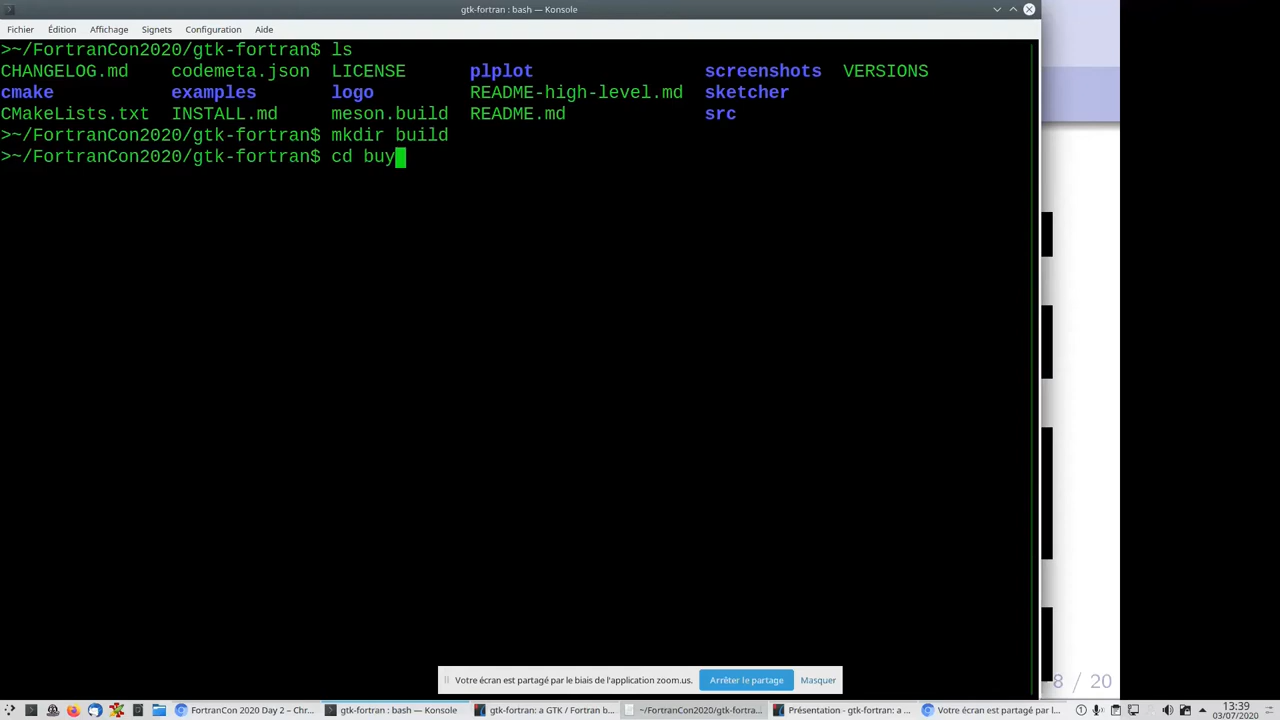 gtk-fortran : bash — Konsole
Fichier Édition Affichage Signets Configuration Aide
>~/FortranCon2020/gtk-fortran$ ls
CHANGELOG.md codemeta.json LICENSE plplot screenshots VERSIONS
cmake examples logo README-high-level.md sketcher
CMakeLists.txt INSTALL.md meson.build README.md src
>~/FortranCon2020/gtk-fortran$ mkdir build
>~/FortranCon2020/gtk-fortran$ cd buy
Votre écran est partagé par le biais de l'application zoom.us. Arrêter le partage Masquer
8 / 20
FortranCon 2020 Day 2 – Chr... gtk-fortran : bash — Konsole gtk-fortran: a GTK / Fortran b... ~/FortranCon2020/gtk-fortra... Présentation - gtk-fortran: a ... Votre écran est partagé par l... 13:39
03/07/2020